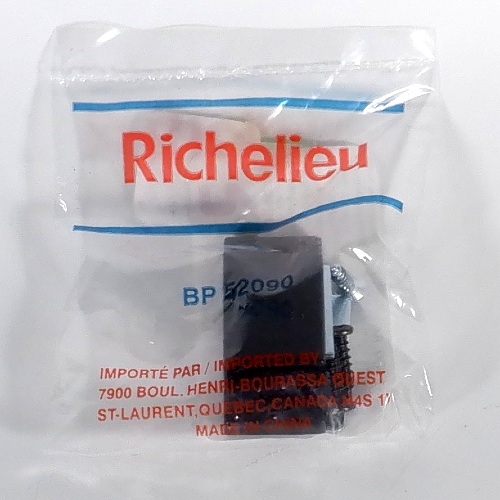 Richelieu
BP 52090
IMPORTÉ PAR / IMPORTED BY
7900 BOUL. HENRI-BOURASSA OUEST
ST-LAURENT, QUEBEC, CANADA H4S
MADE IN CHINA